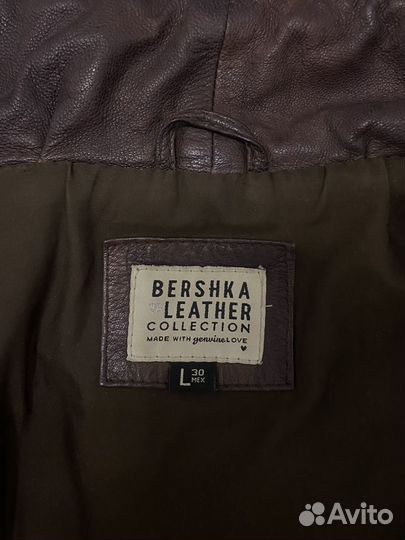 BERSHKA
LEATHER
COLLECTION
MADE WITH genuine LOVE
L 30 MEX
Avito